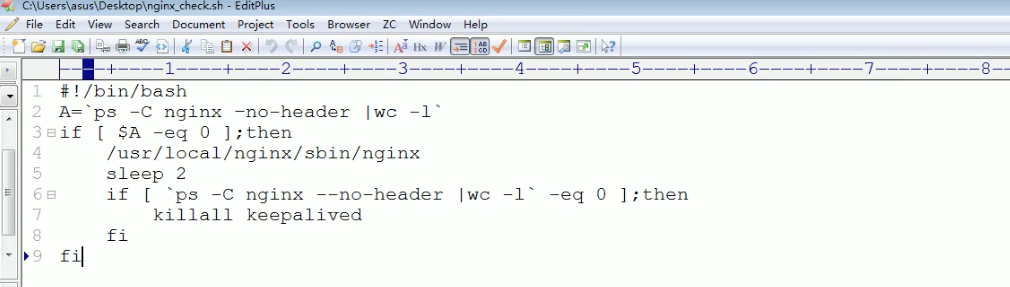 C:\Users\asus\Desktop\nginx_check.sh - EditPlus
File Edit View Search Document Project Tools Browser ZC Window Help
----+----1----+----2----+----3----+----4----+----5----+----6----+----7----+----8--
1 #!/bin/bash
2 A=`ps -C nginx -no-header |wc -l`
3 if [ $A -eq 0 ];then
4 /usr/local/nginx/sbin/nginx
5 sleep 2
6 if [ `ps -C nginx --no-header |wc -l` -eq 0 ];then
7 killall keepalived
8 fi
9 fi